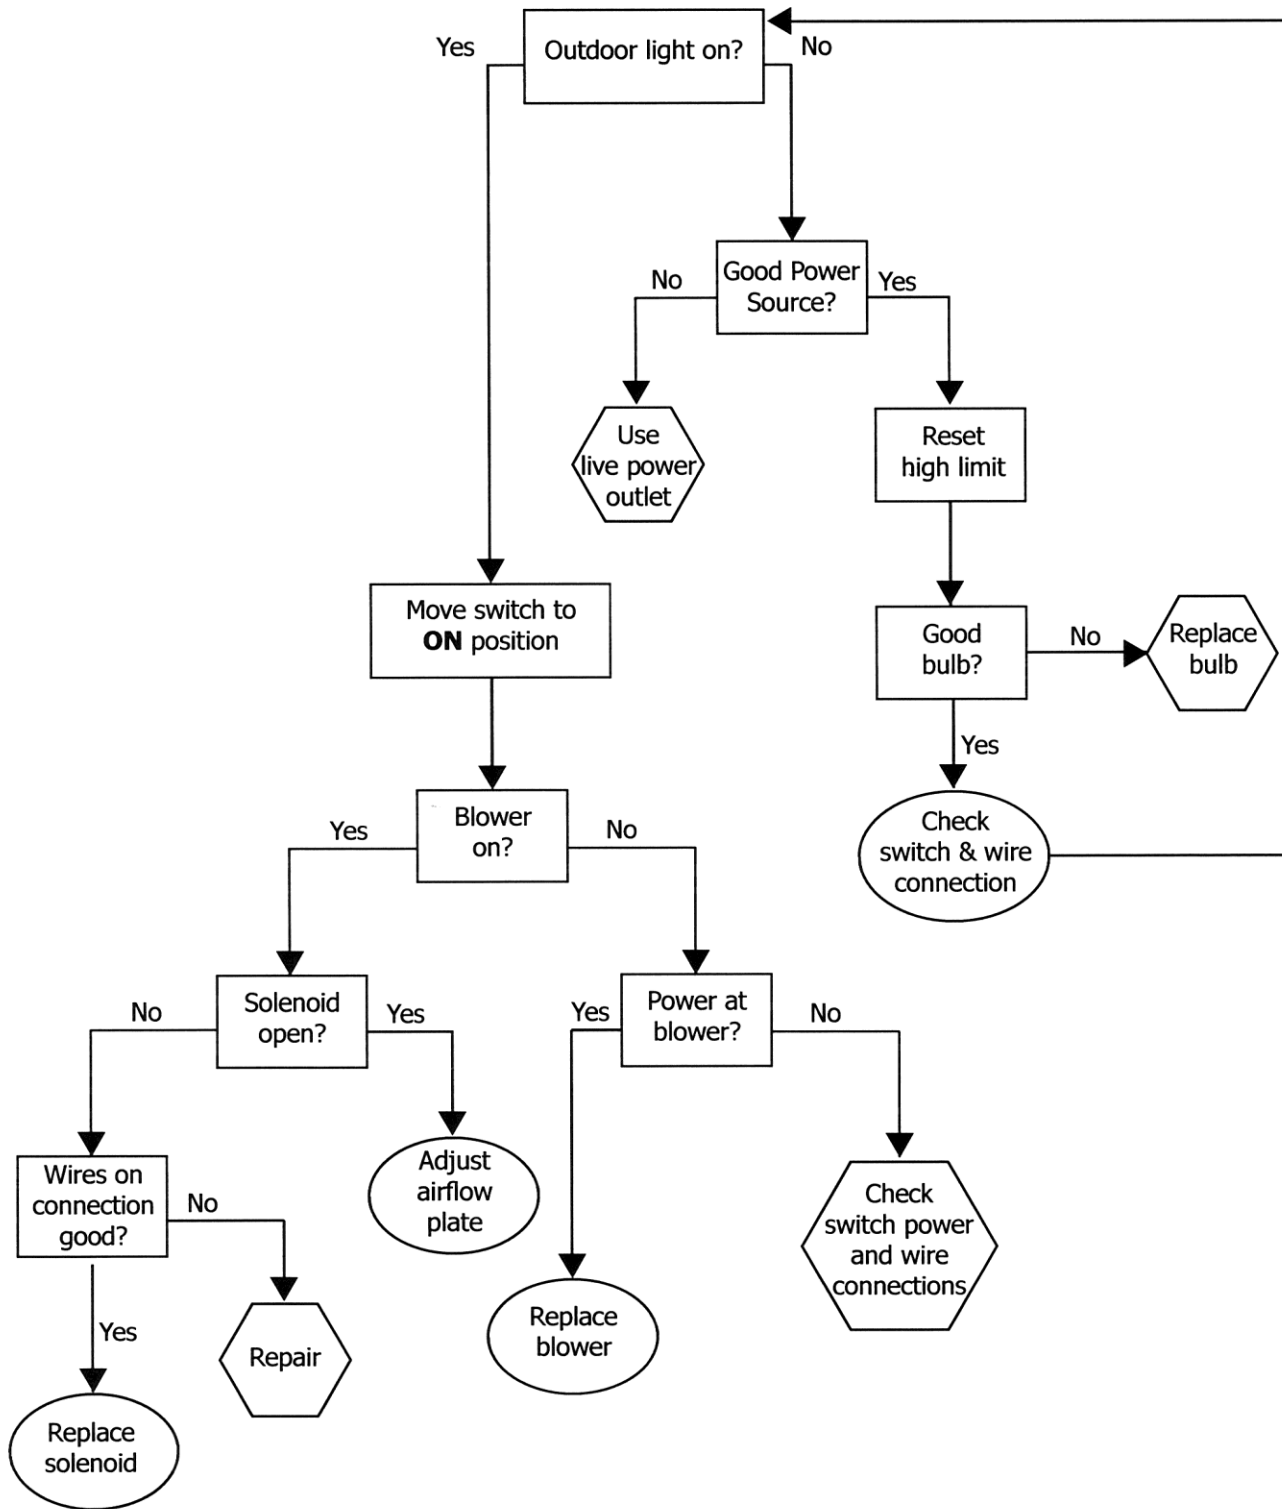 Outdoor light on?
Yes
No
Good Power
Source?
No
Yes
Use
live power
outlet
Reset
high limit
Move switch to
ON position
Good
bulb?
No
Replace
bulb
Yes
Blower
on?
Yes
No
Check
switch & wire
connection
Solenoid
open?
No
Yes
Power at
blower?
Yes
No
Wires on
connection
good?
No
Adjust
airflow
plate
Check
switch power
and wire
connections
Yes
Repair
Replace
blower
Replace
solenoid